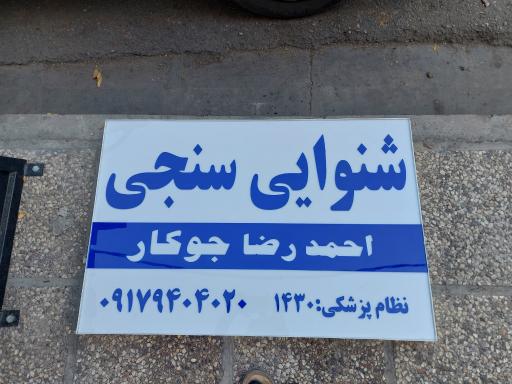 شنوایی سنجی
احمد رضا جوکار
نظام پزشکی: ۱۴۳۰ ۰۹۱۷۹۴۰۴۰۲۰